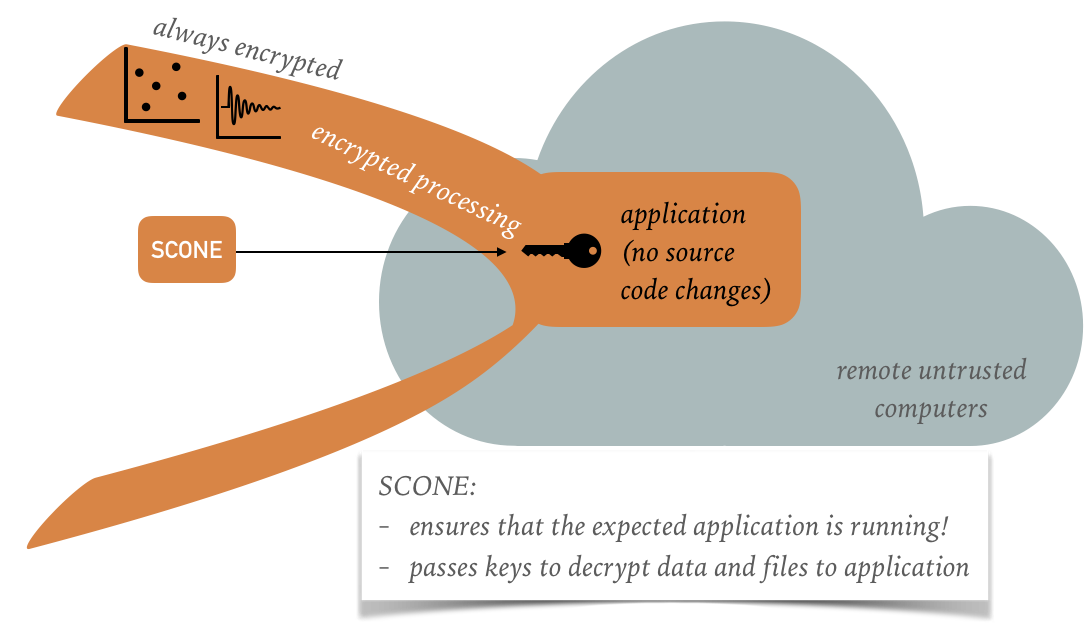 always encrypted
encrypted processing
SCONE
application
(no source
code changes)
remote untrusted
computers
SCONE:
- ensures that the expected application is running!
- passes keys to decrypt data and files to application